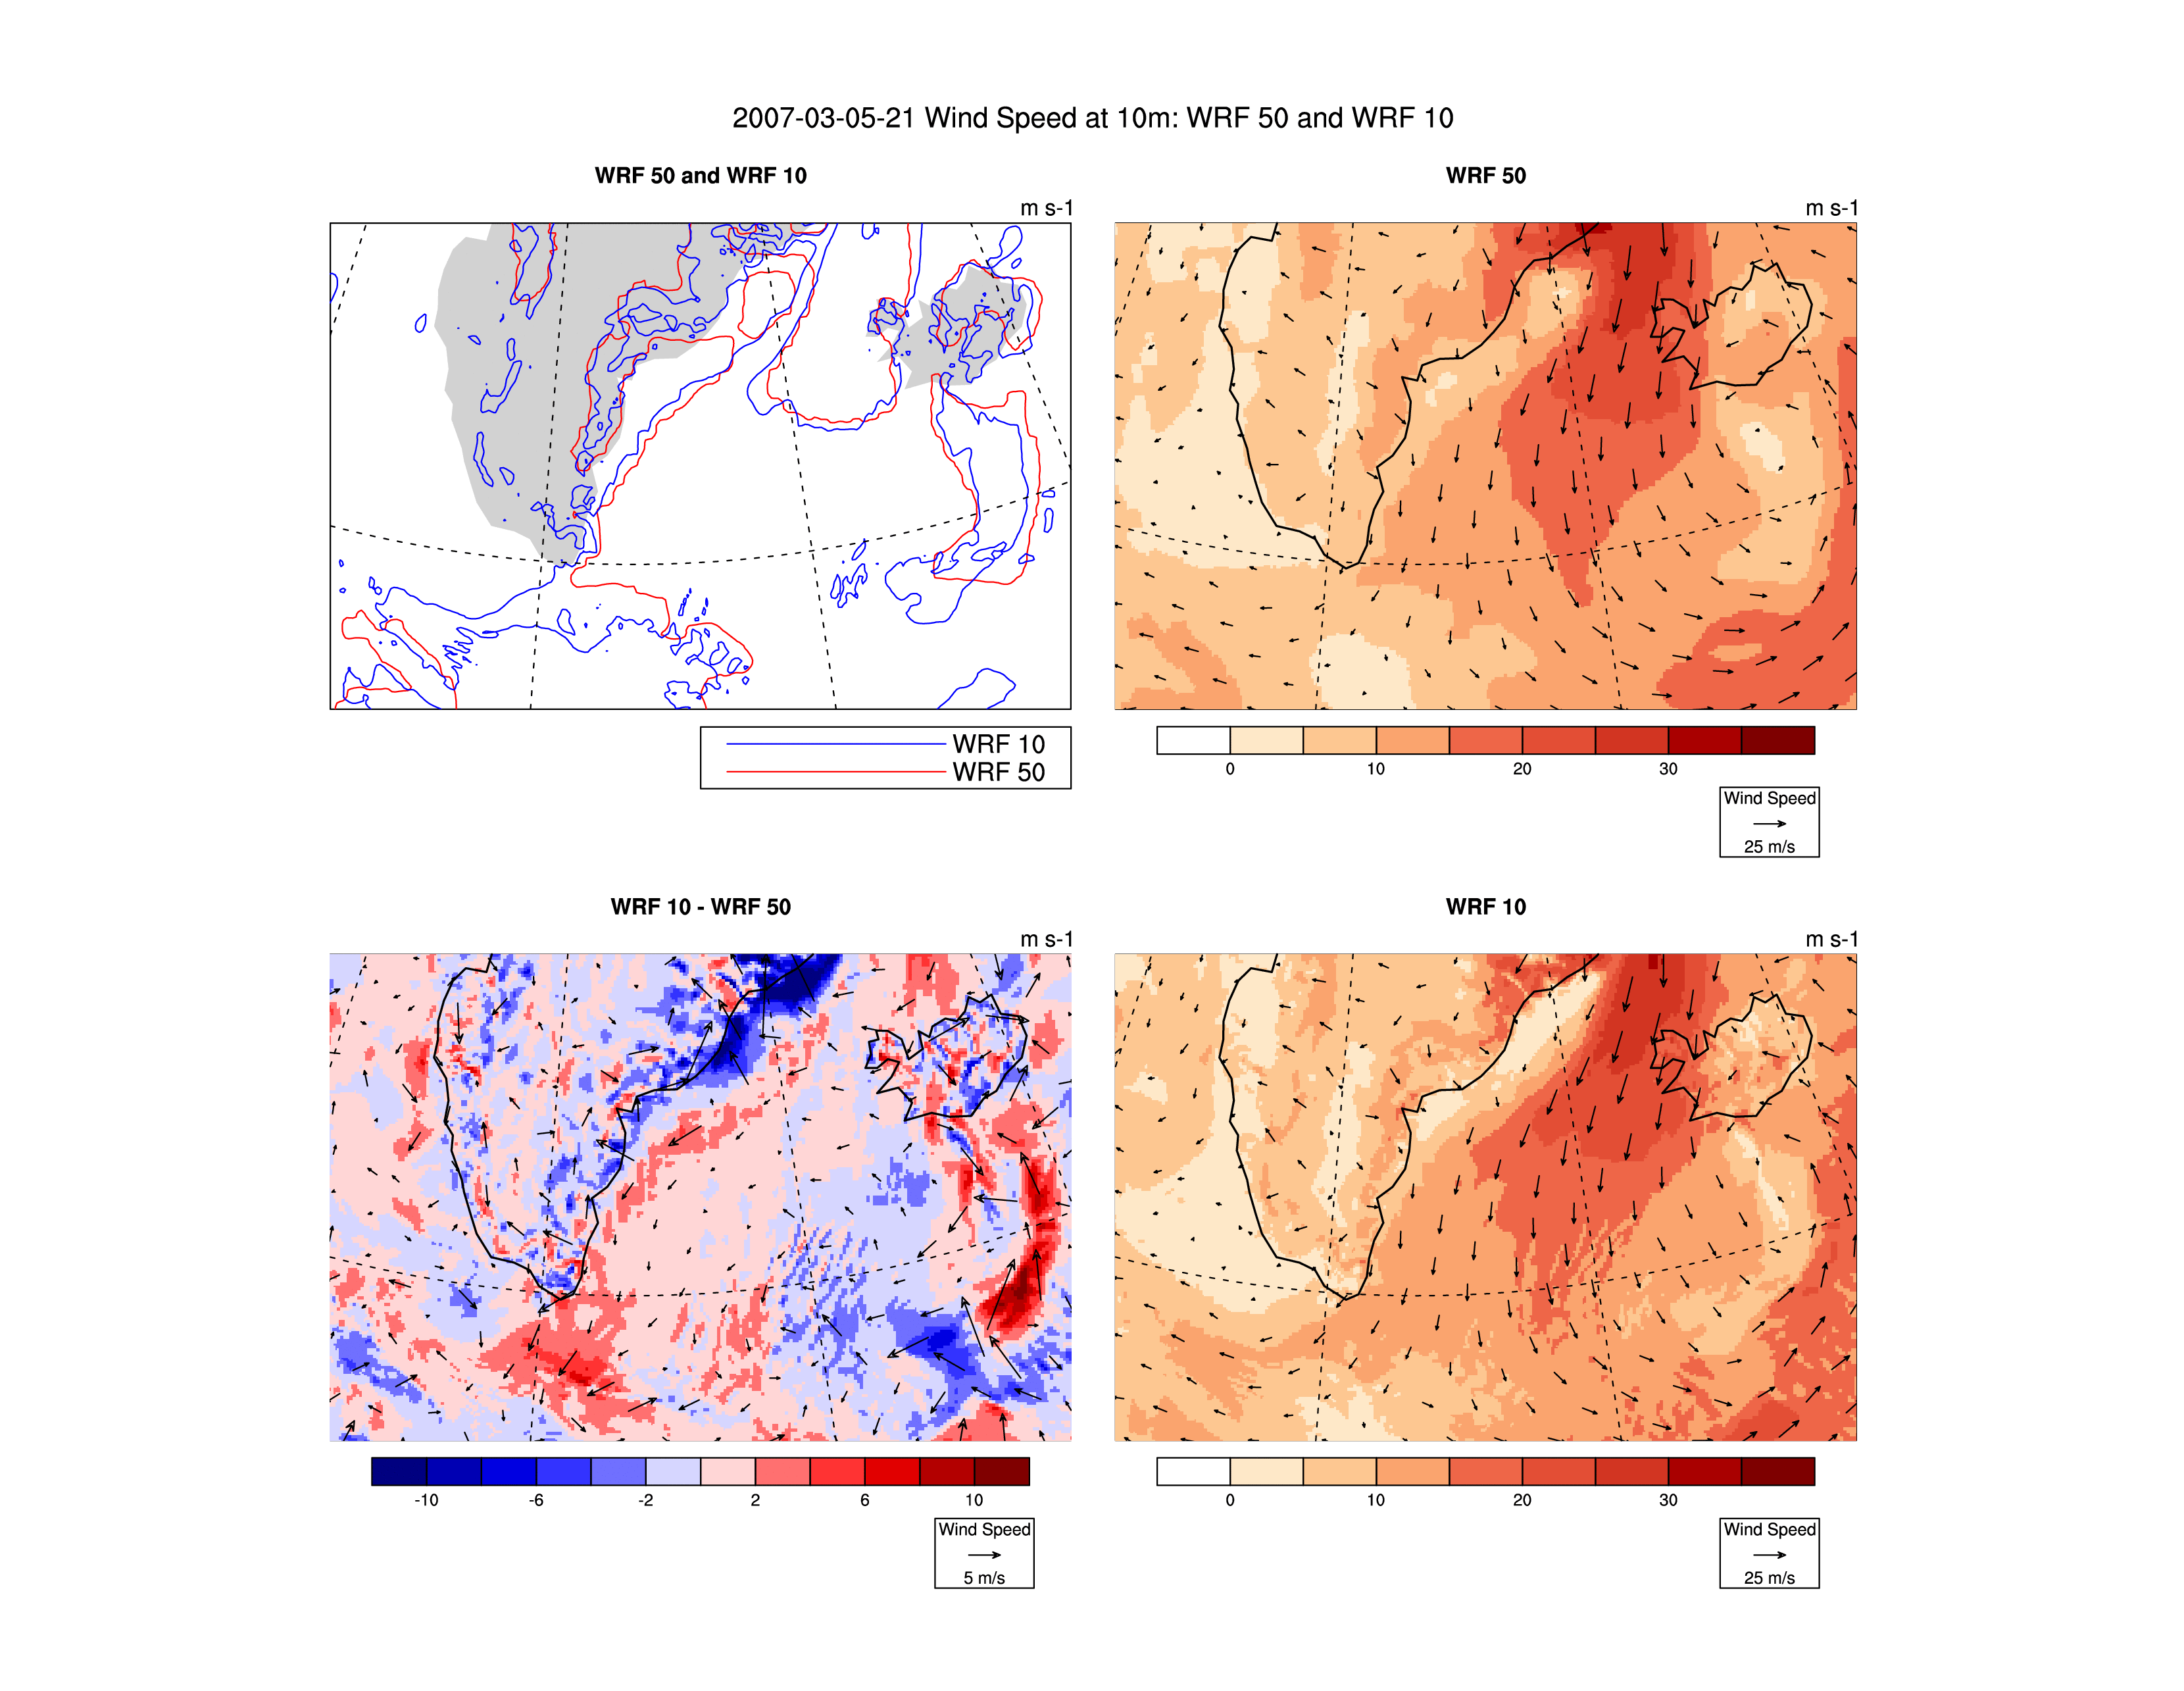 2007-03-05-21 Wind Speed at 10m: WRF 50 and WRF 10
WRF 50 and WRF 10
m s-1
WRF 10
WRF 50
WRF 50
m s-1
0 10 20 30
Wind Speed
25 m/s
WRF 10 - WRF 50
m s-1
-10 -6 -2 2 6 10
Wind Speed
5 m/s
WRF 10
m s-1
0 10 20 30
Wind Speed
25 m/s